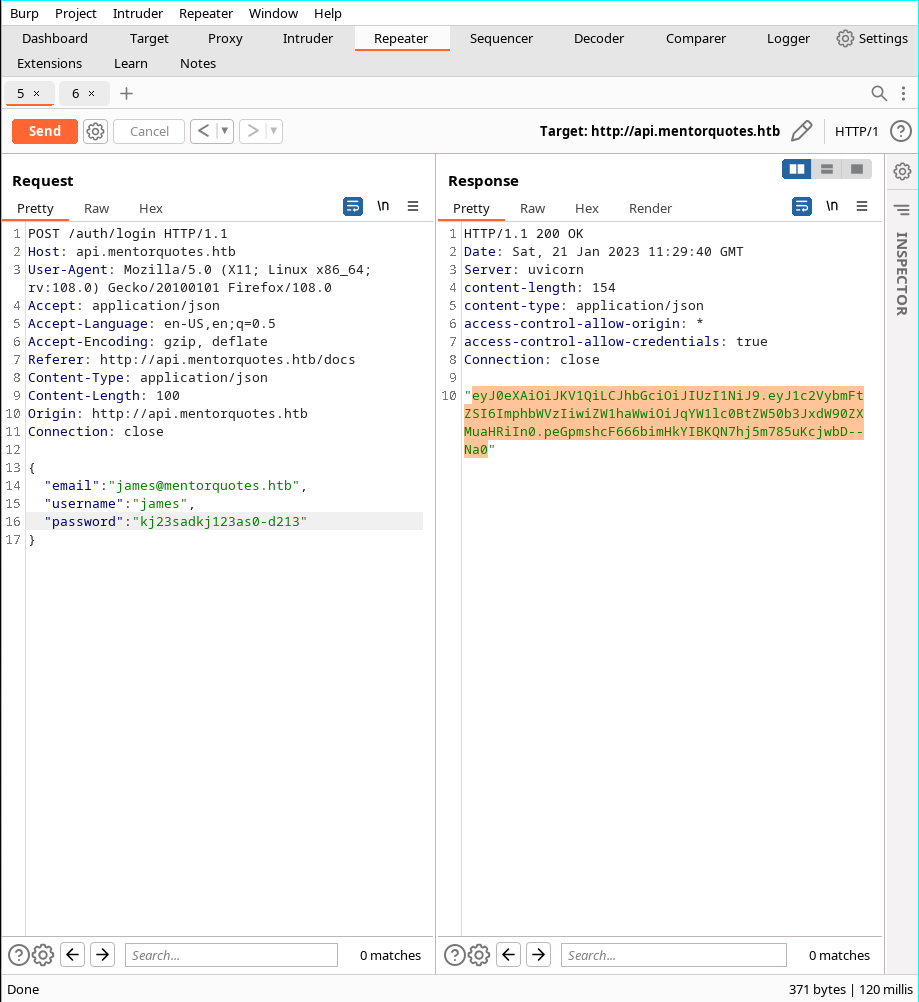 Burp Project Intruder Repeater Window Help
Dashboard Target Proxy Intruder Repeater Sequencer Decoder Comparer Logger Settings
Extensions Learn Notes
5 × 6 × +
Send Cancel < > Target: http://api.mentorquotes.htb HTTP/1 ?
Request
Pretty Raw Hex \n
1 POST /auth/login HTTP/1.1
2 Host: api.mentorquotes.htb
3 User-Agent: Mozilla/5.0 (X11; Linux x86_64;
rv:108.0) Gecko/20100101 Firefox/108.0
4 Accept: application/json
5 Accept-Language: en-US,en;q=0.5
6 Accept-Encoding: gzip, deflate
7 Referer: http://api.mentorquotes.htb/docs
8 Content-Type: application/json
9 Content-Length: 100
10 Origin: http://api.mentorquotes.htb
11 Connection: close
12
13 {
14 "email":"james@mentorquotes.htb",
15 "username":"james",
16 "password":"kj23sadkj123as0-d213"
17 }
Search... 0 matches
Response
Pretty Raw Hex Render \n
1 HTTP/1.1 200 OK
2 Date: Sat, 21 Jan 2023 11:29:40 GMT
3 Server: uvicorn
4 content-length: 154
5 content-type: application/json
6 access-control-allow-origin: *
7 access-control-allow-credentials: true
8 Connection: close
9
10 "eyJ0eXAiOiJKV1QiLCJhbGciOiJIUzI1NiJ9.eyJ1c2VybmFt
ZSI6ImphbWVzIiwiZW1haWwiOiJqYW1lc0BtZW50b3JxdW90ZX
MuaHRiIn0.peGpmshcF666bimHkYIBKQN7hj5m785uKcjwbD--
Na0"
Search... 0 matches
INSPECTOR
Done 371 bytes | 120 millis